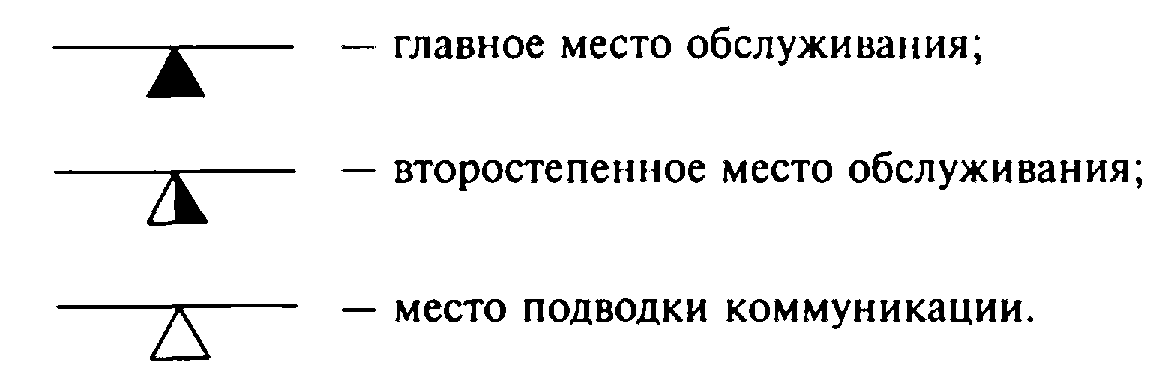 — главное место обслуживания;
— второстепенное место обслуживания;
— место подводки коммуникации.